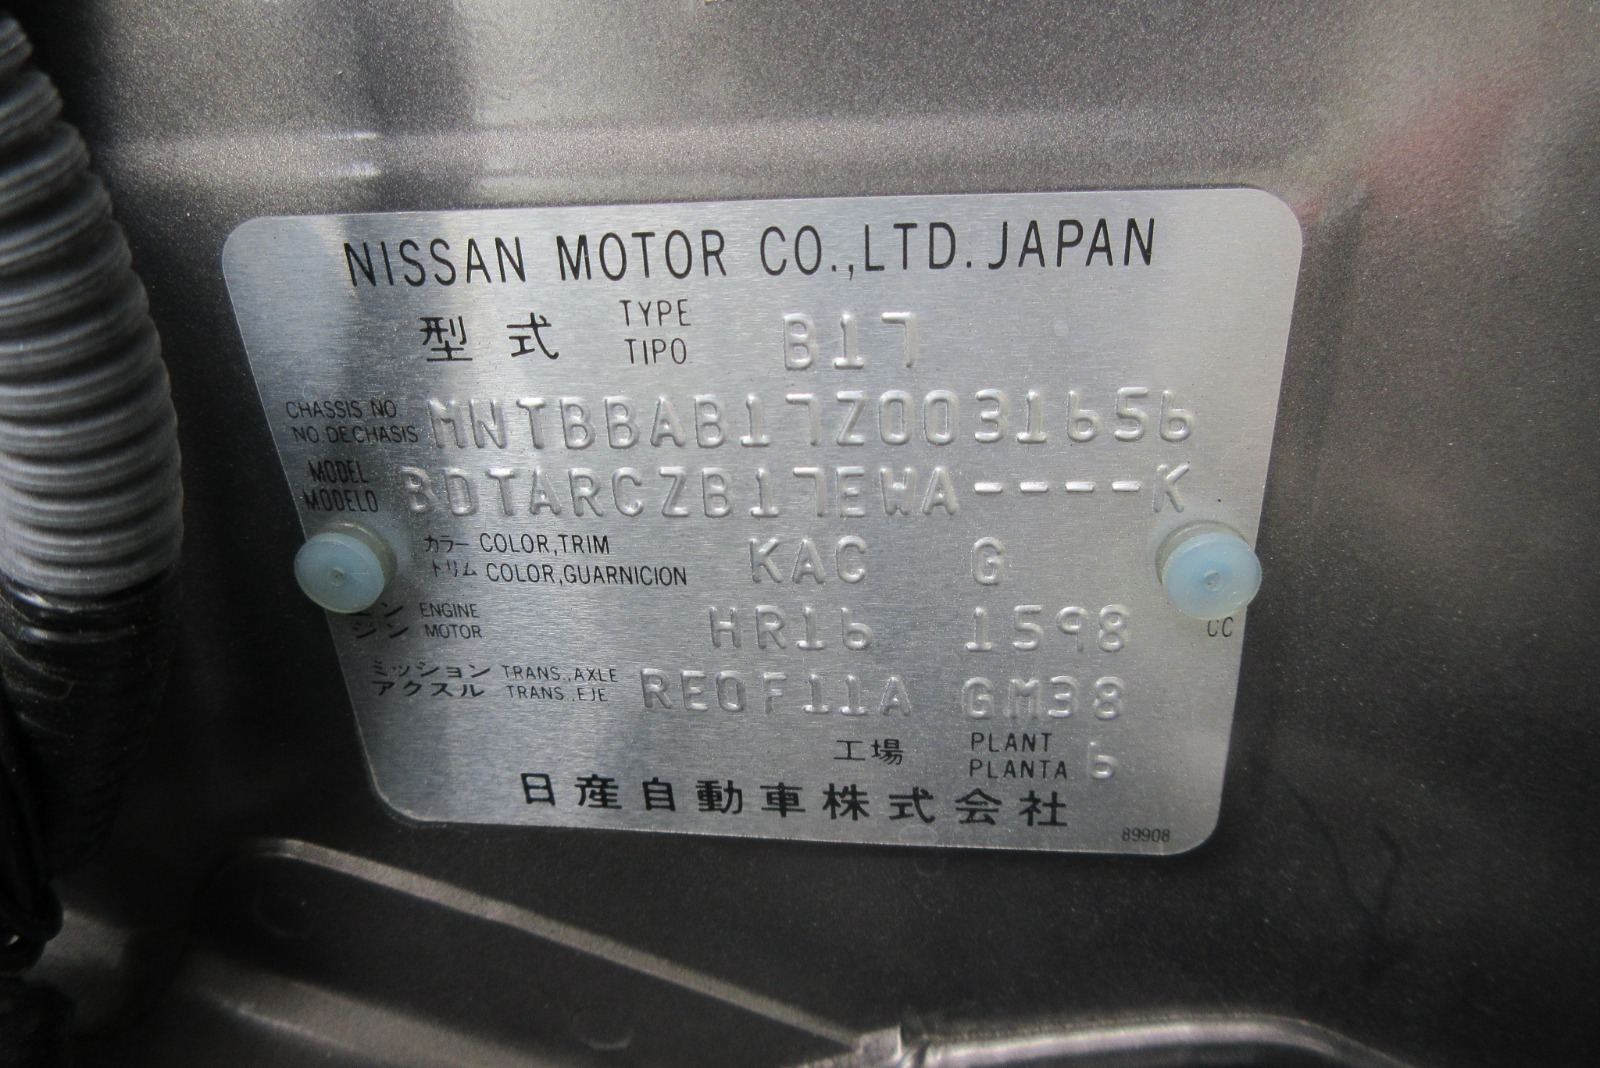 NISSAN MOTOR CO.,LTD. JAPAN
型 式 TYPE TIPO B17
CHASSIS NO
NO.DE CHASIS MNTBBAB17Z0031656
MODEL
MODELO BDTARCZB17EWA----K
カラー COLOR,TRIM
トリム COLOR,GUARNICION KAC G
ン ENGINE
ジン MOTOR HR16 1598 CC
ミッション TRANS.,AXLE
アクスル TRANS.,EJE RE0F11A GM38
工場 PLANT
PLANTA 6
日産自動車株式会社
89908